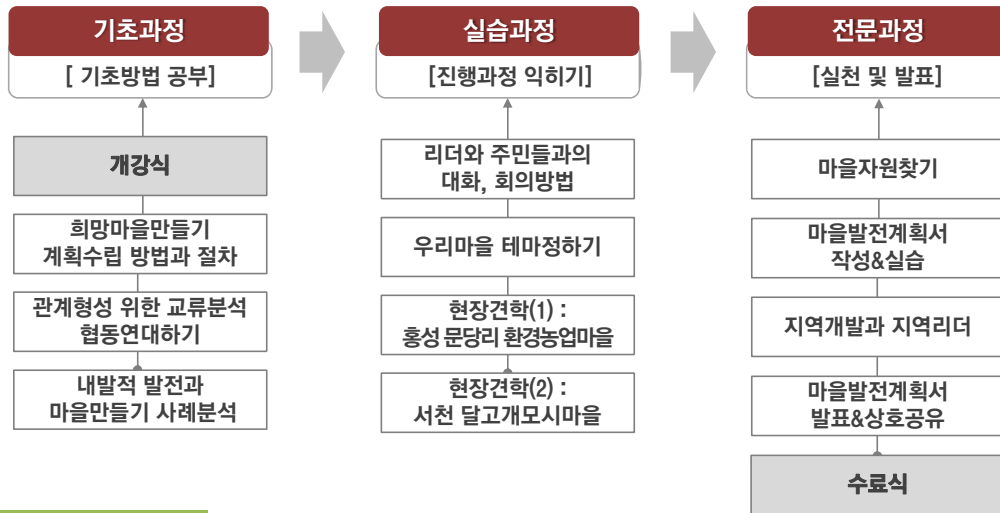 기초과정
[ 기초방법 공부]
개강식
희망마을만들기
계획수립 방법과 절차
관계형성 위한 교류분석
협동연대하기
내발적 발전과
마을만들기 사례분석
실습과정
[진행과정 익히기]
리더와 주민들과의
대화, 회의방법
우리마을 테마정하기
현장견학(1) :
홍성 문당리 환경농업마을
현장견학(2) :
서천 달고개모시마을
전문과정
[실천 및 발표]
마을자원찾기
마을발전계획서
작성&실습
지역개발과 지역리더
마을발전계획서
발표&상호공유
수료식